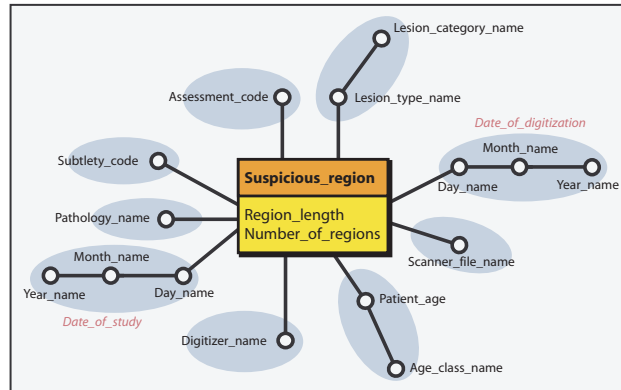 Lesion_category_name
Assessment_code
Lesion_type_name
Date_of_digitization
Month_name
Subtlety_code
Suspicious_region
Day_name
Year_name
Pathology_name
Region_length
Number_of_regions
Month_name
Scanner_file_name
Year_name
Day_name
Patient_age
Date_of_study
Digitizer_name
Age_class_name